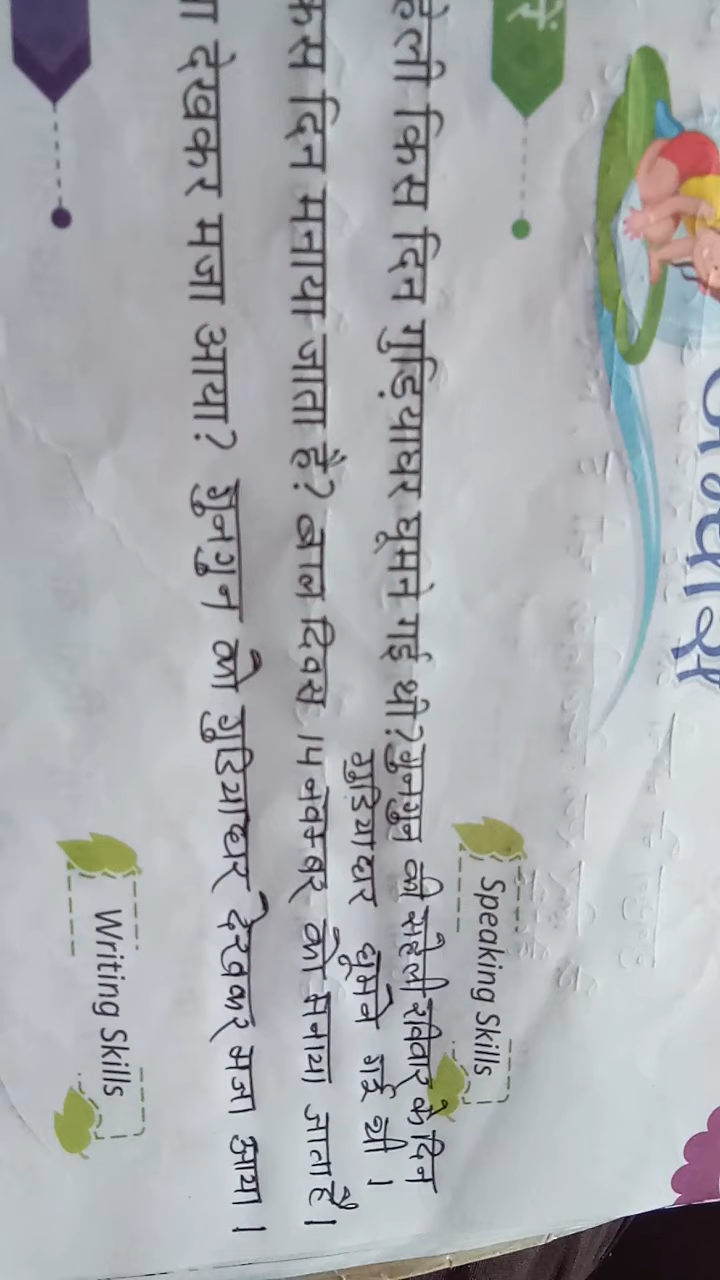 अभ्यास
में
Speaking Skills
हेली किस दिन गुड़ियाघर घूमने गई थी? गुनगुन की सहेली रविवार के दिन
गुडियाघर घूमने गई थी ।
किस दिन मनाया जाता है? बाल दिवस 14 नवम्बर को मनाया जाता है।
ा देखकर मजा आया? गुनगुन को गुडियाघर देखकर मजा आया ।
Writing Skills